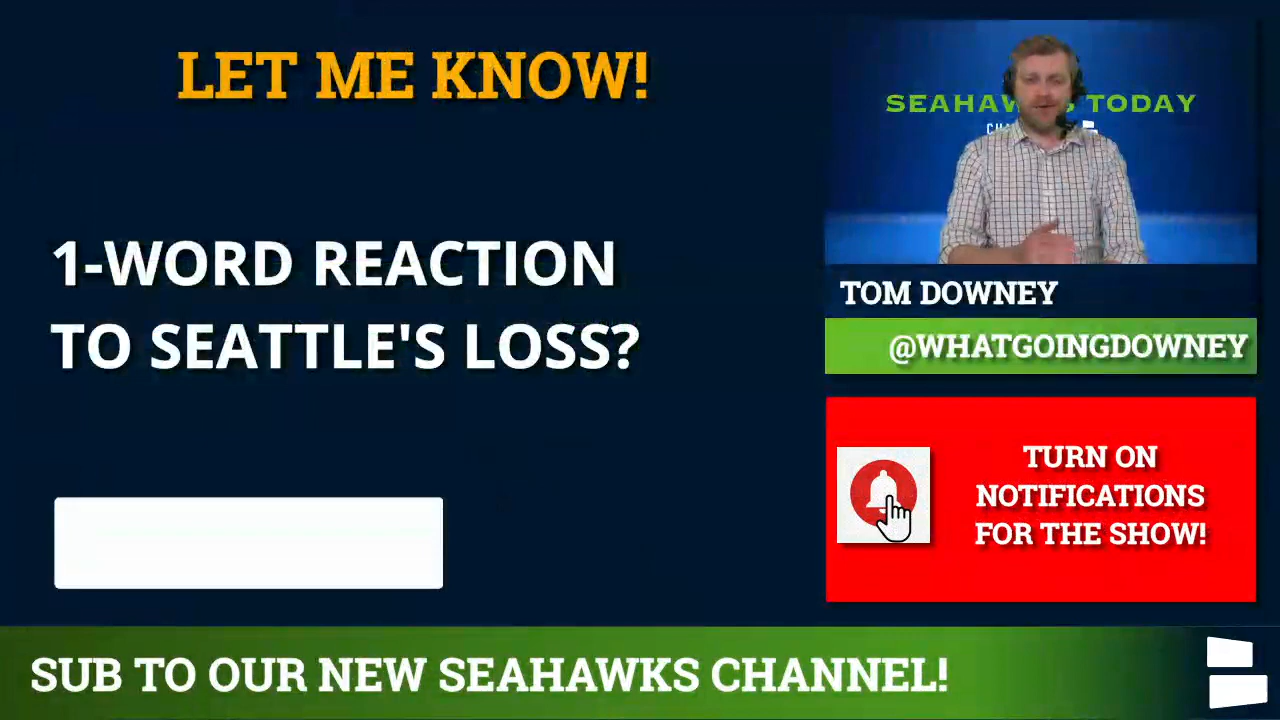 LET ME KNOW!
1-WORD REACTION
TO SEATTLE'S LOSS?
TODAY
TOM DOWNEY
@WHATGOINGDOWNEY
TURN ON
NOTIFICATIONS
FOR THE SHOW!
SUB TO OUR NEW SEAHAWKS CHANNEL!